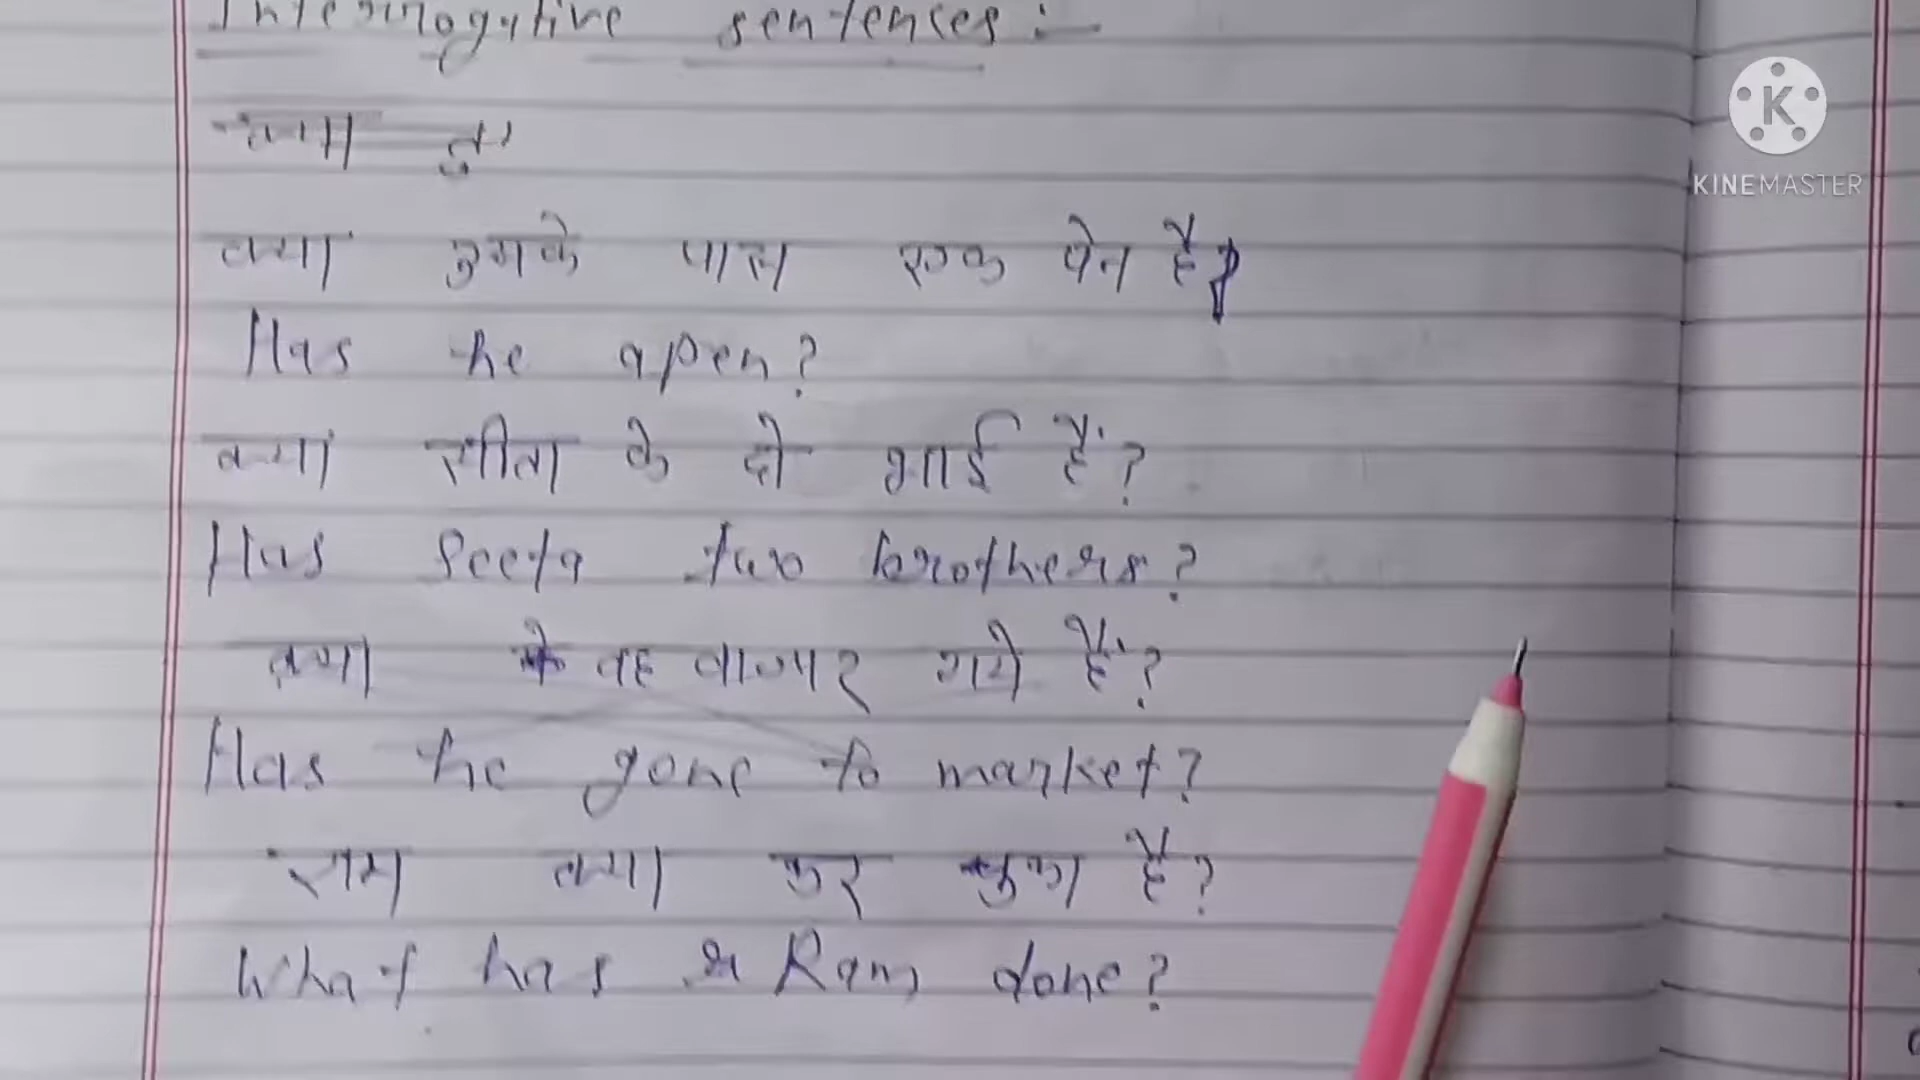 Interrogative sentences :-
क्या
क्या उसके पास एक पेन है?
Has he a pen?
क्या सीता के दो भाई हैं?
Has Seeta two brothers?
क्या वह बाजार गये हैं?
Has he gone to market?
राम क्या कर चुका है?
What has Ram done?
K
KINEMASTER